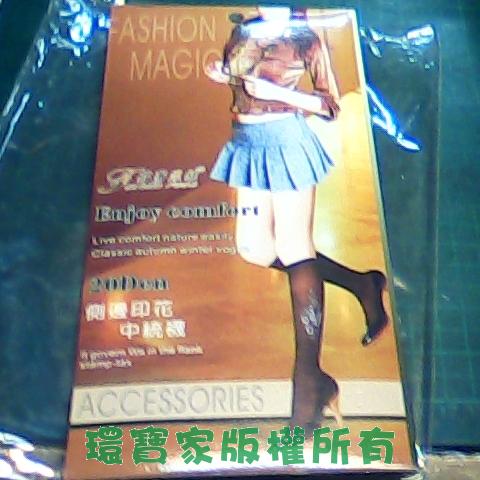 FASHION
MAGIC
Enjoy comfort
Live comfort nature easily
Classic autumn winter vogue
20Den
側邊印花
中統襪
ACCESSORIES
環寶家版權所有